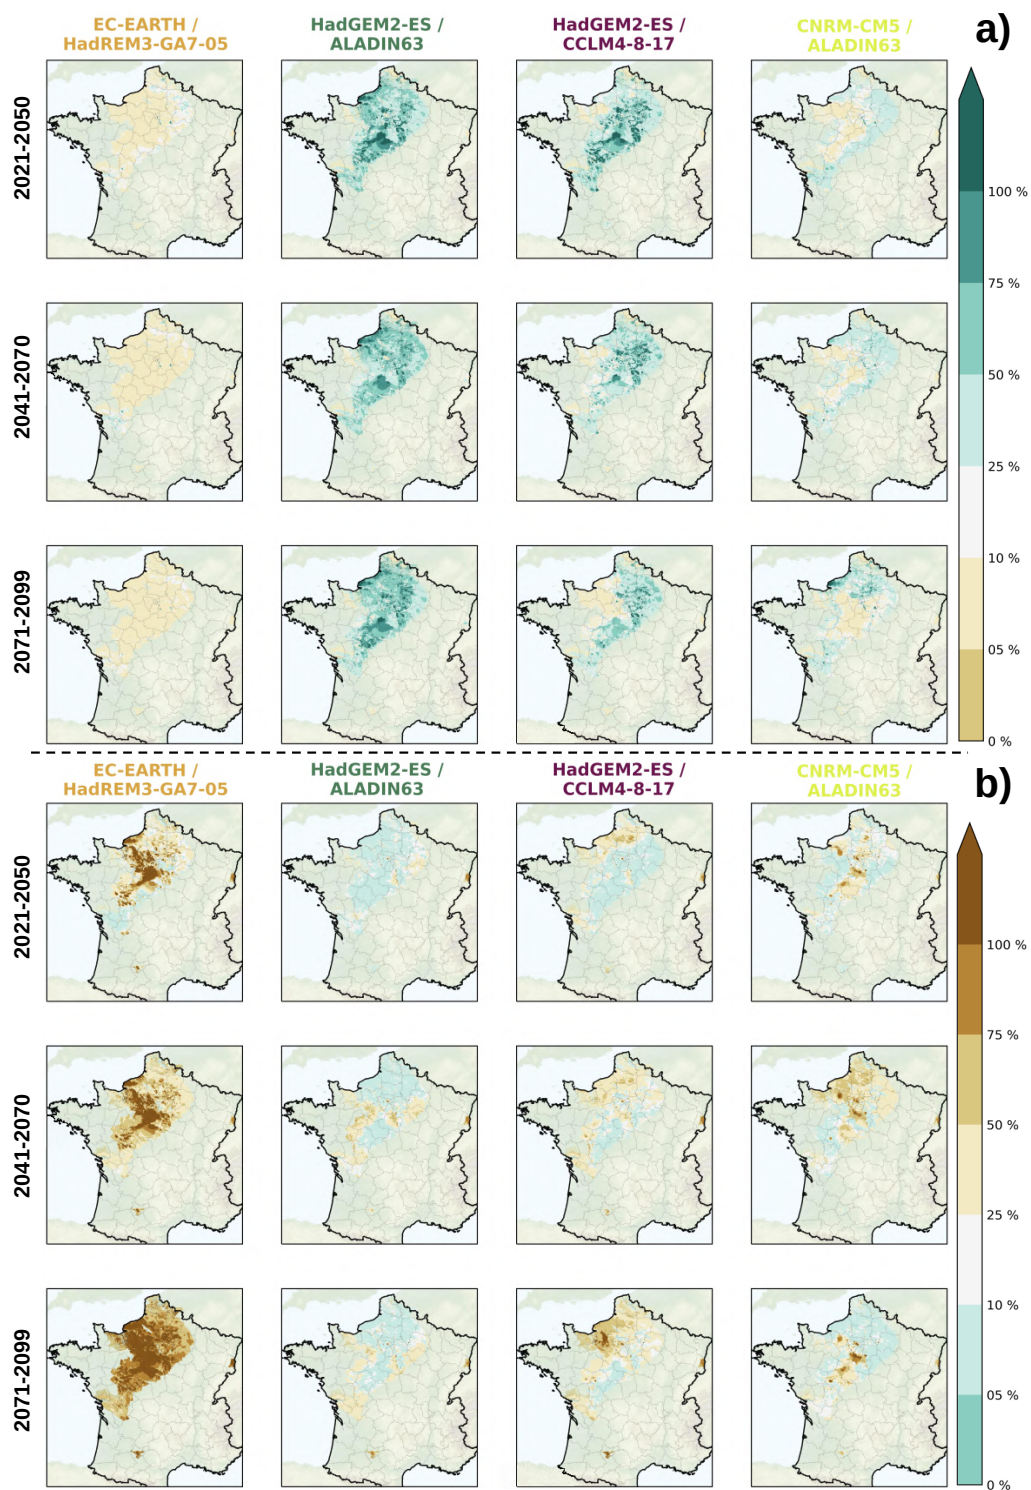 EC-EARTH /
HadREM3-GA7-05
HadGEM2-ES /
ALADIN63
HadGEM2-ES /
CCLM4-8-17
CNRM-CM5 /
ALADIN63
a)
2021-2050
2041-2070
2071-2099
100 %
75 %
50 %
25 %
10 %
05 %
0 %
EC-EARTH /
HadREM3-GA7-05
HadGEM2-ES /
ALADIN63
HadGEM2-ES /
CCLM4-8-17
CNRM-CM5 /
ALADIN63
b)
2021-2050
2041-2070
2071-2099
100 %
75 %
50 %
25 %
10 %
05 %
0 %